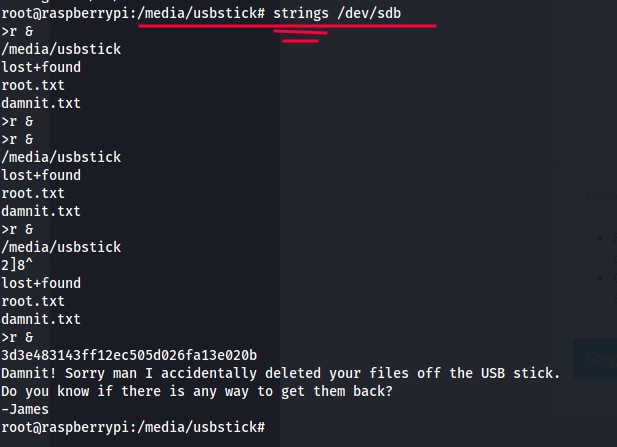 root@raspberrypi:/media/usbstick# strings /dev/sdb
>r &
/media/usbstick
lost+found
root.txt
damnit.txt
>r &
>r &
/media/usbstick
lost+found
root.txt
damnit.txt
>r &
/media/usbstick
2]8^
lost+found
root.txt
damnit.txt
>r &
3d3e483143ff12ec505d026fa13e020b
Damnit! Sorry man I accidentally deleted your files off the USB stick.
Do you know if there is any way to get them back?
-James
root@raspberrypi:/media/usbstick#